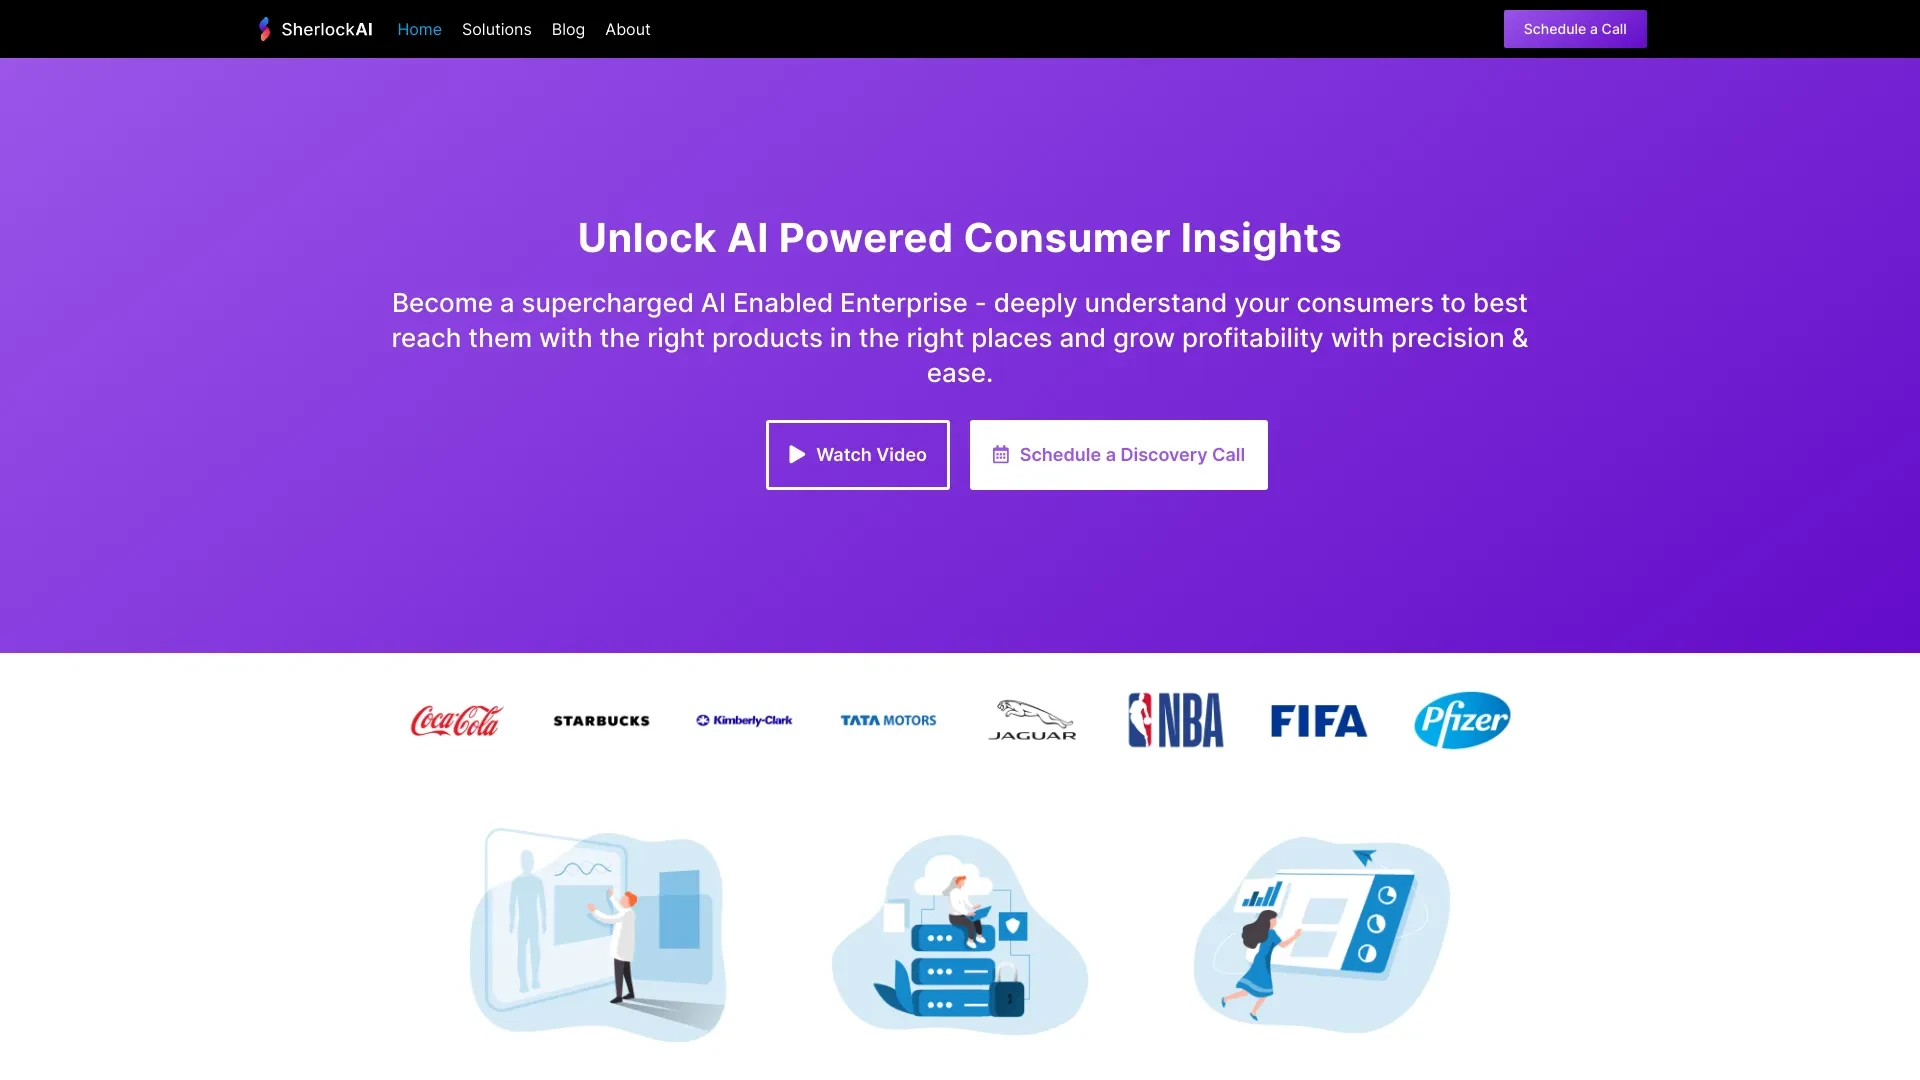 SherlockAI Home Solutions Blog About Schedule a Call
Unlock AI Powered Consumer Insights
Become a supercharged AI Enabled Enterprise - deeply understand your consumers to best
reach them with the right products in the right places and grow profitability with precision &
ease.
Watch Video Schedule a Discovery Call
Coca-Cola STARBUCKS Kimberly-Clark TATA MOTORS JAGUAR NBA FIFA Pfizer